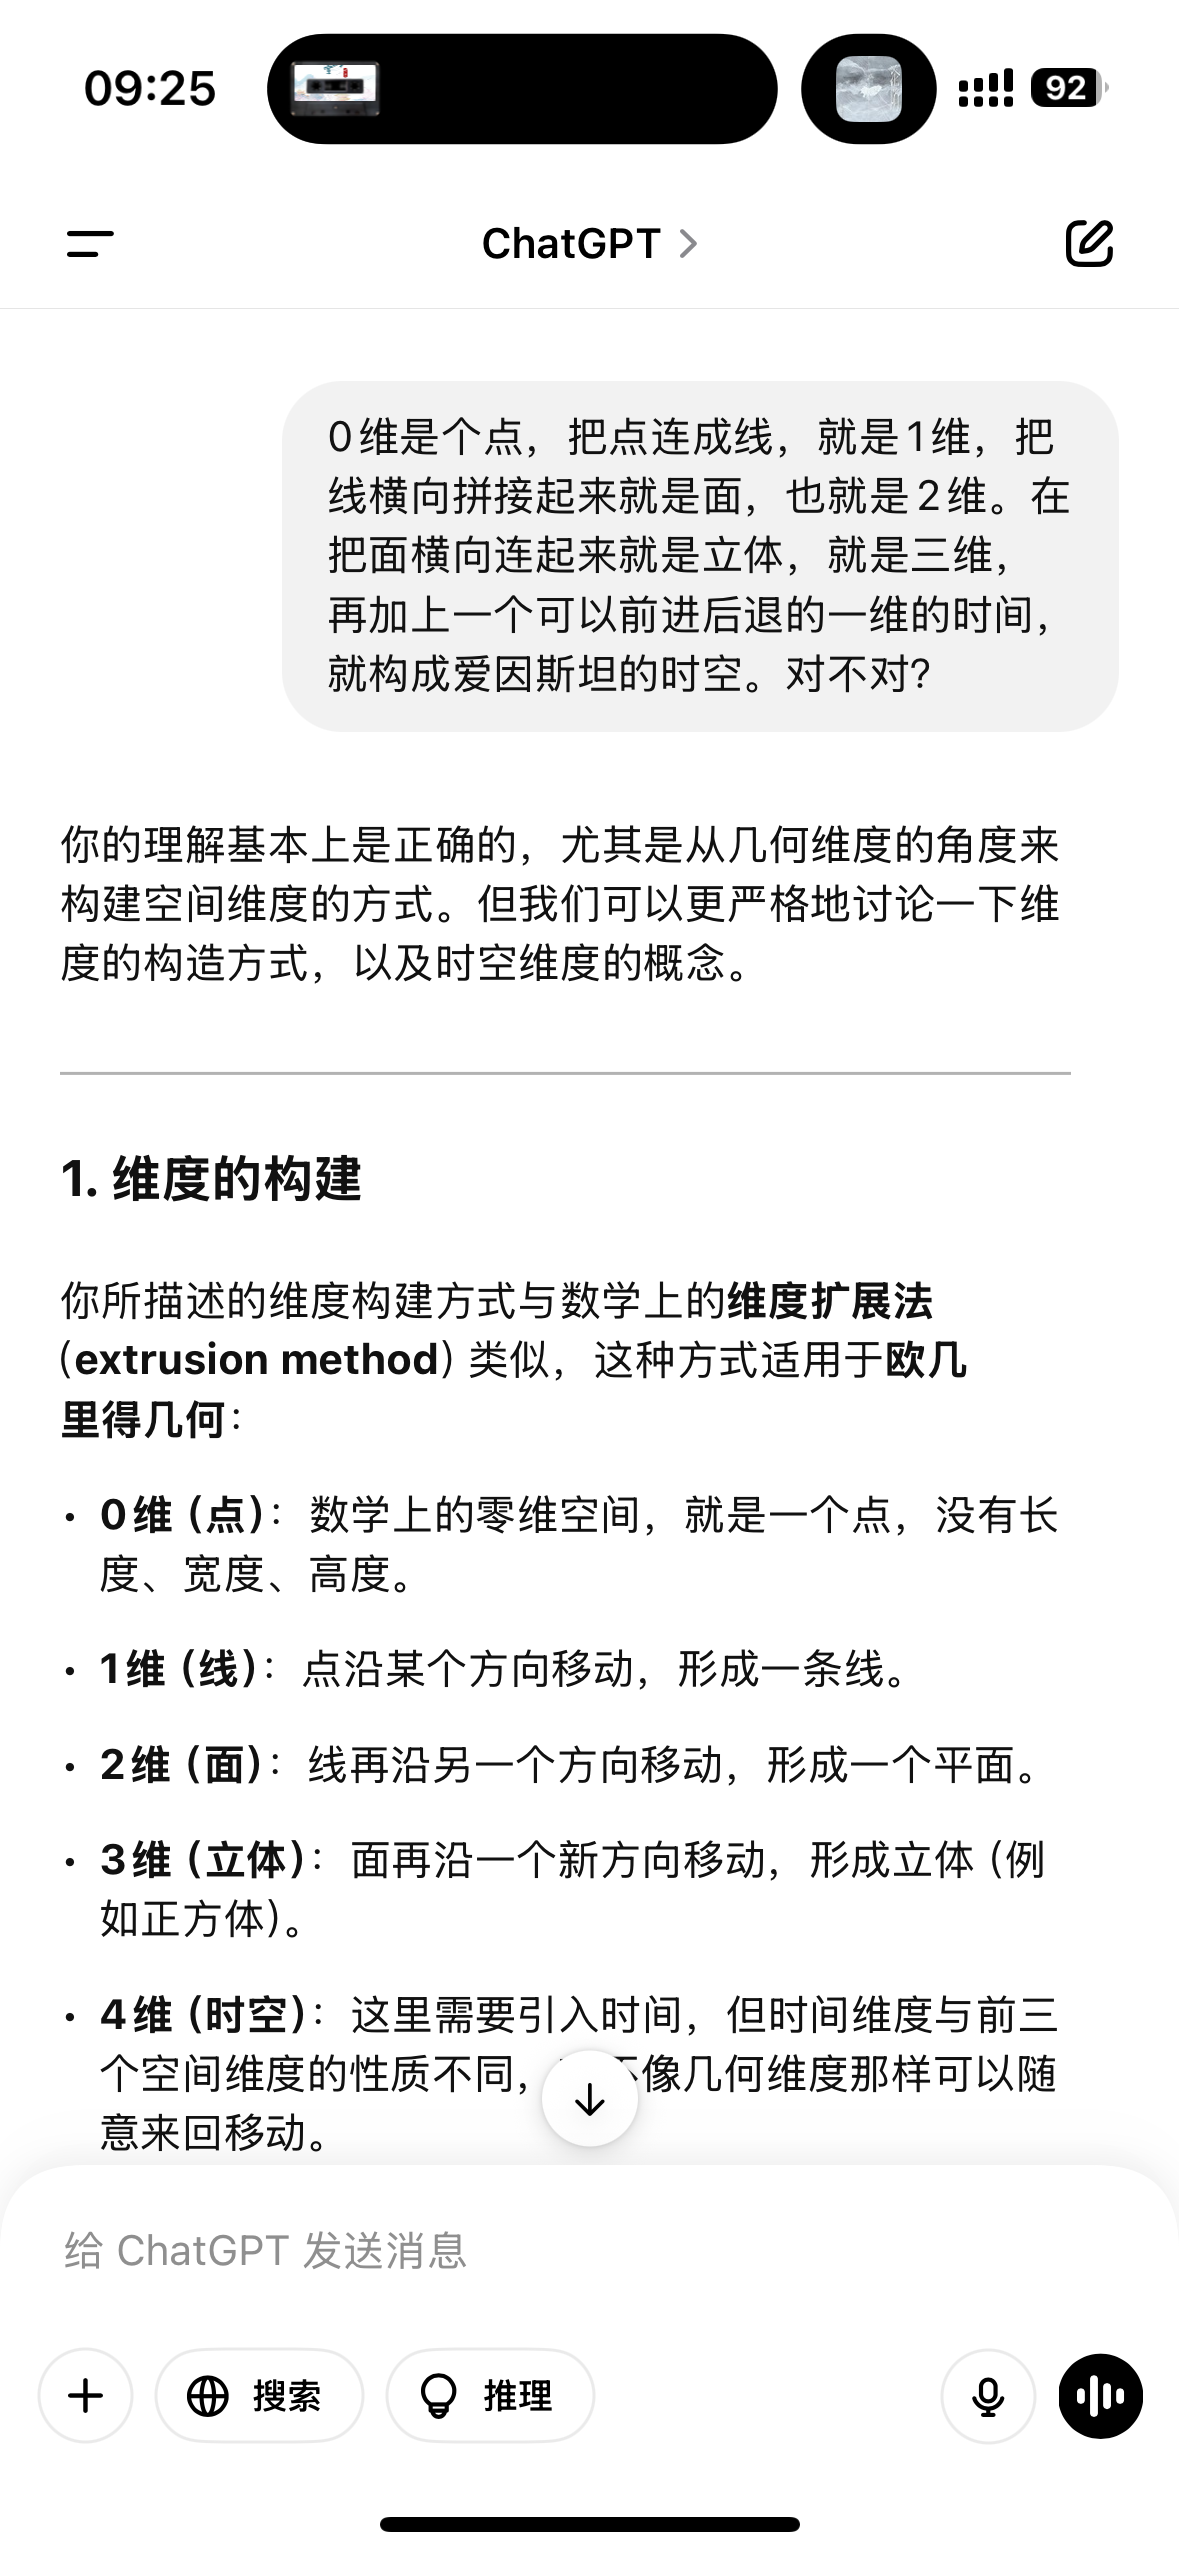 09:25
92
ChatGPT
0维是个点，把点连成线，就是1维，把
线横向拼接起来就是面，也就是2维。在
把面横向连起来就是立体，就是三维，
再加上一个可以前进后退的一维的时间，
就构成爱因斯坦的时空。对不对?
你的理解基本上是正确的，尤其是从几何维度的角度来
构建空间维度的方式。但我们可以更严格地讨论一下维
度的构造方式，以及时空维度的概念。
1. 维度的构建
你所描述的维度构建方式与数学上的维度扩展法
（extrusion method）类似，这种方式适用于欧几
里得几何：
• 0维（点）：数学上的零维空间，就是一个点，没有长
度、宽度、高度。
• 1维（线）：点沿某个方向移动，形成一条线。
• 2维（面）：线再沿另一个方向移动，形成一个平面。
• 3维（立体）：面再沿一个新方向移动，形成立体（例
如正方体）。
• 4维（时空）：这里需要引入时间，但时间维度与前三
个空间维度的性质不同，像几何维度那样可以随
意来回移动。
给 ChatGPT 发送消息
搜索
推理